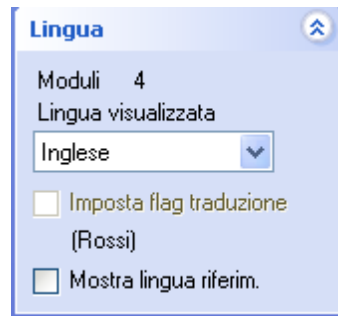 Lingua
Moduli 4
Lingua visualizzata
Inglese
Imposta flag traduzione
(Rossi)
Mostra lingua riferim.